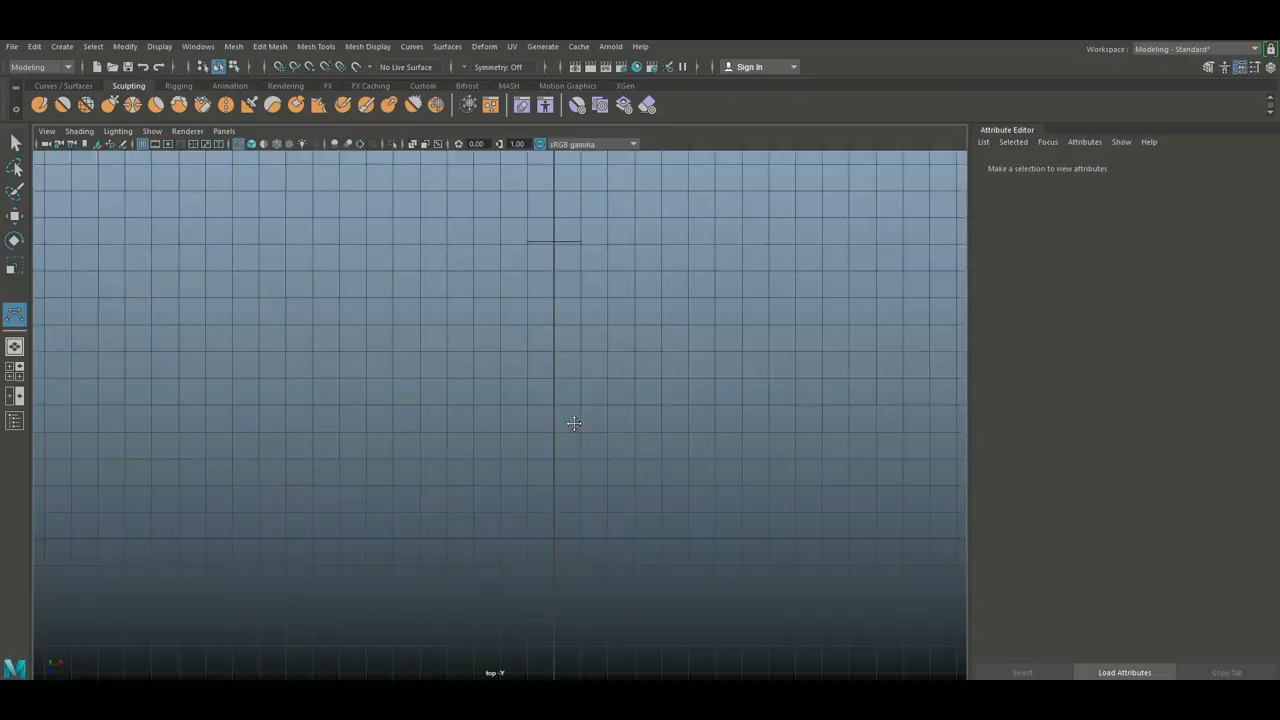 File Edit Create Select Modify Display Windows Mesh Edit Mesh Mesh Tools Mesh Display Curves Surfaces Deform UV Generate Cache Arnold Help
Workspace : Modeling - Standard*
Modeling No Live Surface Symmetry: Off Sign In
Curves / Surfaces Sculpting Rigging Animation Rendering FX FX Caching Custom Bifrost MASH Motion Graphics XGen
View Shading Lighting Show Renderer Panels
0.00 1.00 sRGB gamma
Attribute Editor
List Selected Focus Attributes Show Help
Make a selection to view attributes
top -Y
Select Load Attributes Copy Tab